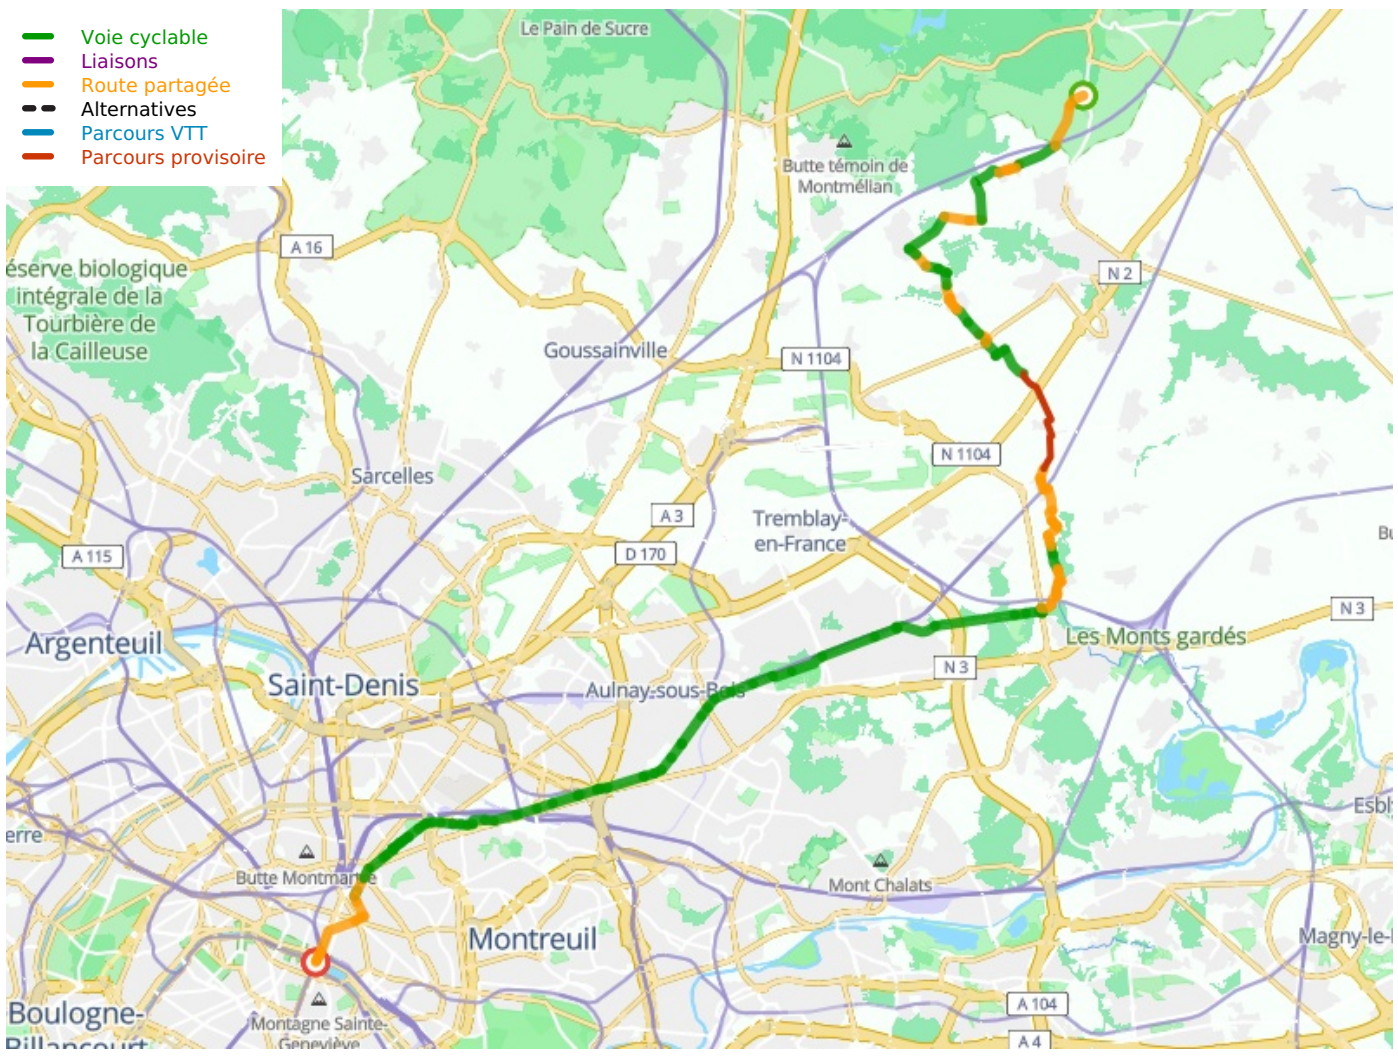 Voie cyclable
Liaisons
Route partagée
Alternatives
Parcours VTT
Parcours provisoire
Le Pain de Sucre
Butte témoin de
Montmélian
A 16
éserve biologique
intégrale de la
Tourbière de
la Cailleuse
N 2
Goussainville
N 1104
Sarcelles
N 1104
A 3
Tremblay-
en-France
A 115
D 170
Bu
N 3
Argenteuil
Les Monts gardés
N 3
Saint-Denis
Aulnay-sous-Bois
Esbl
erre
Butte Montmartre
Mont Chalats
Montreuil
Magny-le-
A 104
Boulogne-
Billancourt
Montagne Sainte-
Geneviève
A 4